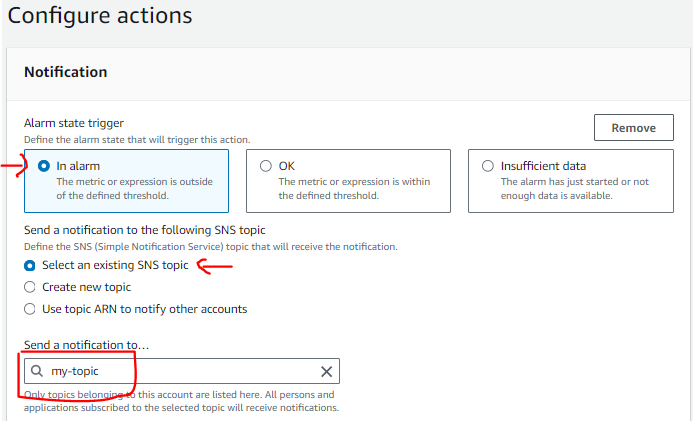 Configure actions
Notification
Alarm state trigger
Define the alarm state that will trigger this action.
Remove
In alarm
The metric or expression is outside
of the defined threshold.
OK
The metric or expression is within
the defined threshold.
Insufficient data
The alarm has just started or not
enough data is available.
Send a notification to the following SNS topic
Define the SNS (Simple Notification Service) topic that will receive the notification.
Select an existing SNS topic
Create new topic
Use topic ARN to notify other accounts
Send a notification to...
my-topic
Only topics belonging to this account are listed here. All persons and
applications subscribed to the selected topic will receive notifications.